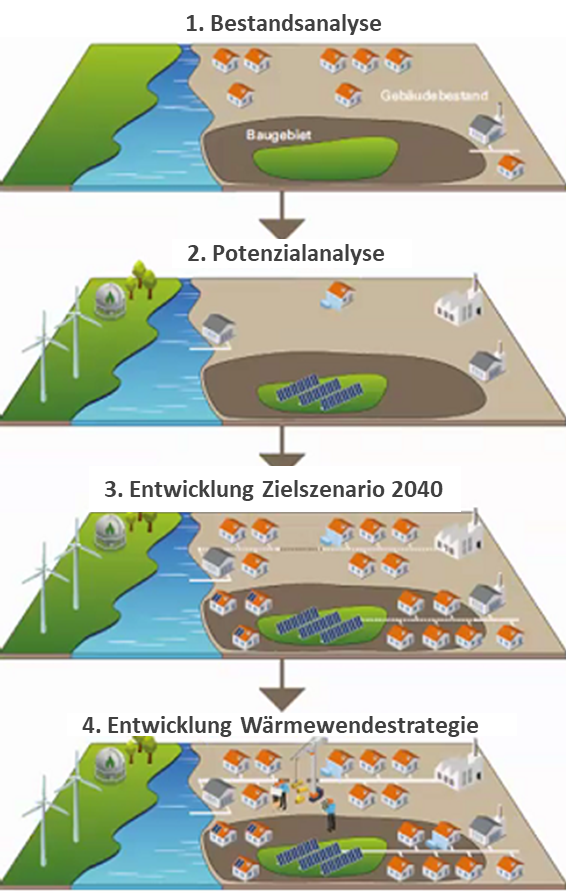 1. Bestandsanalyse
Gebäudebestand
Baugebiet
2. Potenzialanalyse
3. Entwicklung Zielszenario 2040
4. Entwicklung Wärmewendestrategie